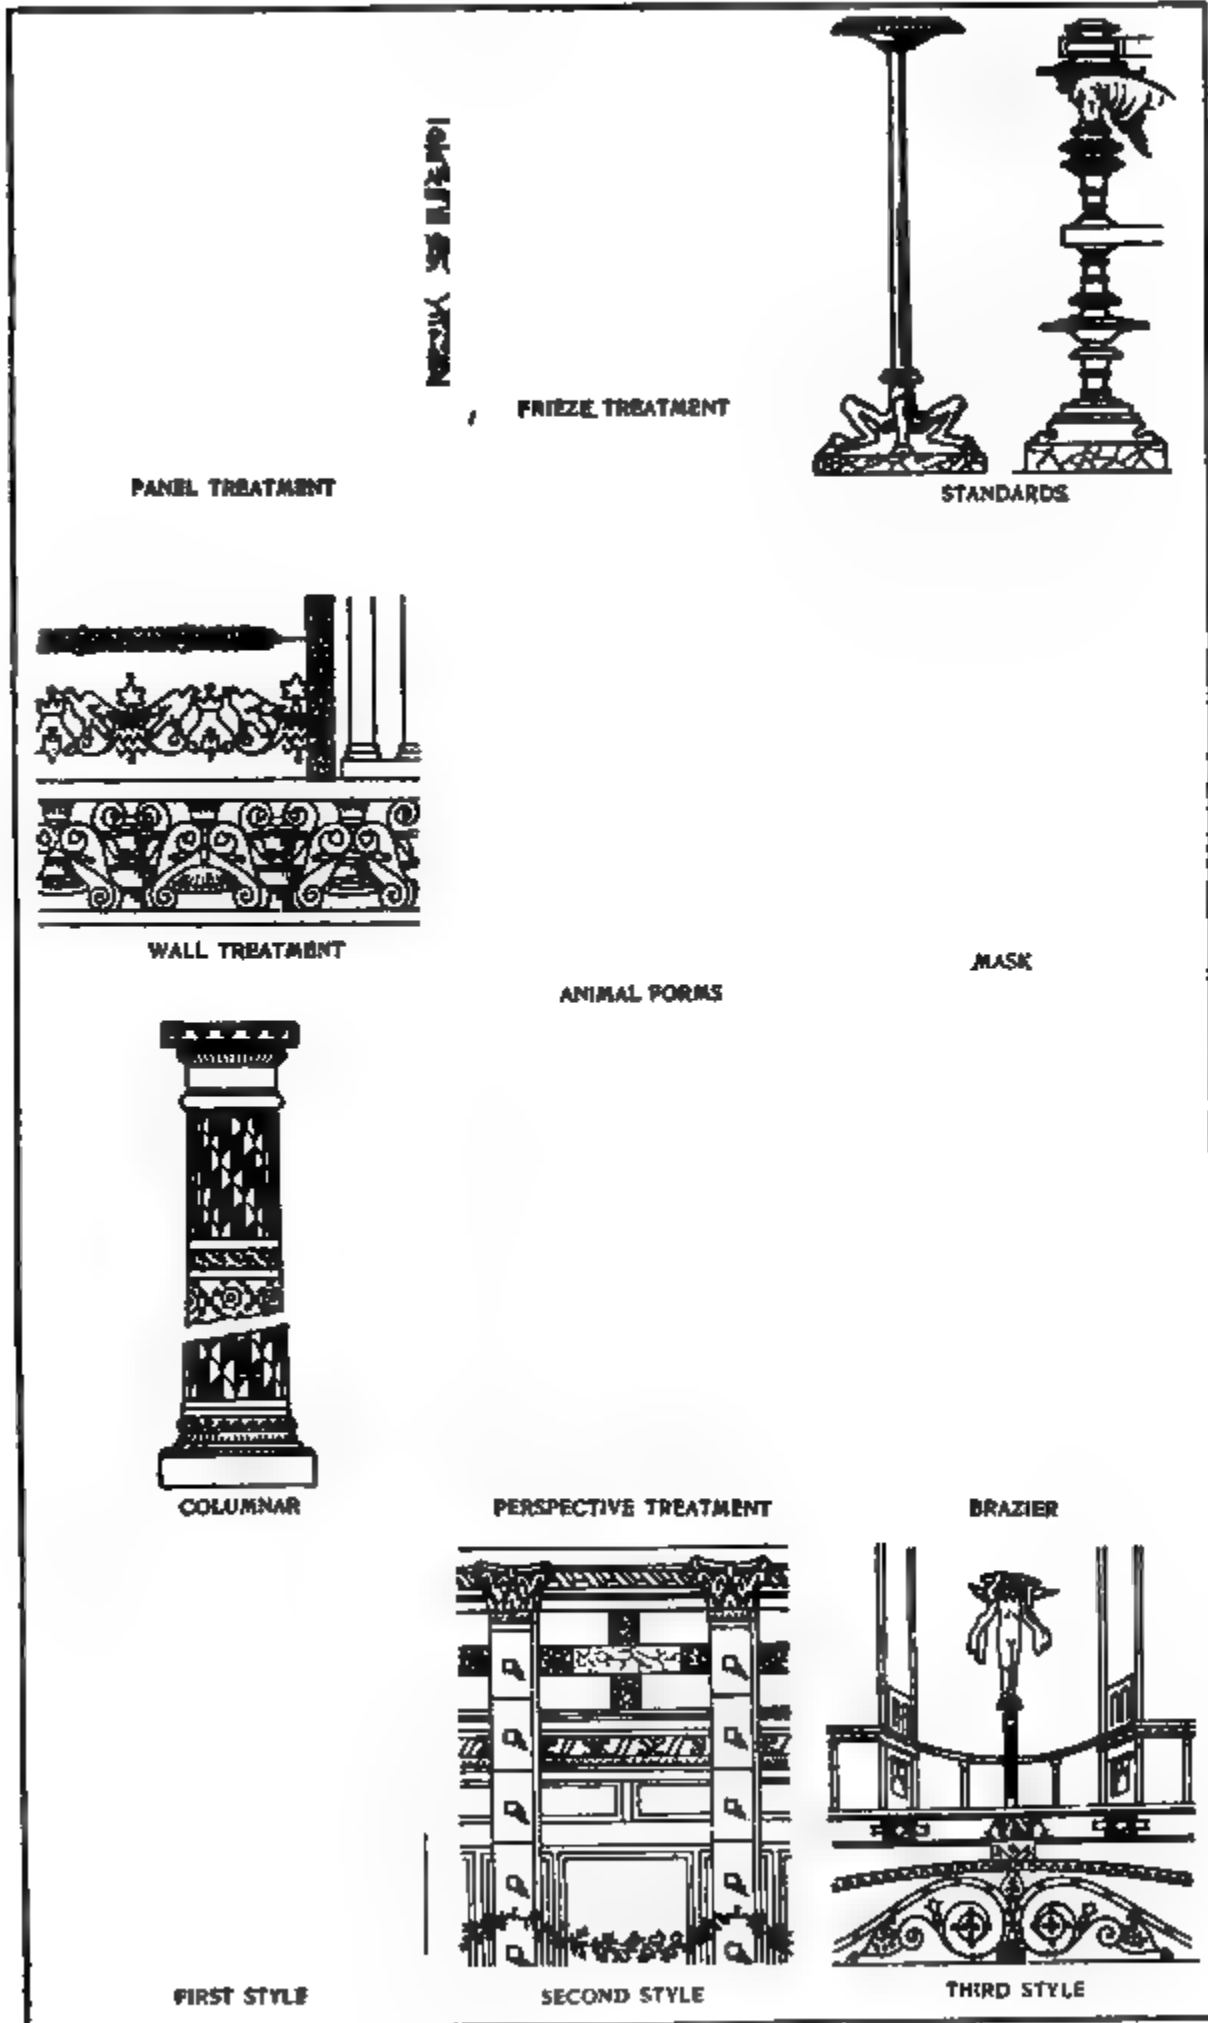 FRIEZE TREATMENT
PANEL TREATMENT
STANDARDS
WALL TREATMENT
MASK
ANIMAL FORMS
COLUMNAR
PERSPECTIVE TREATMENT
BRAZIER
FIRST STYLE
SECOND STYLE
THIRD STYLE